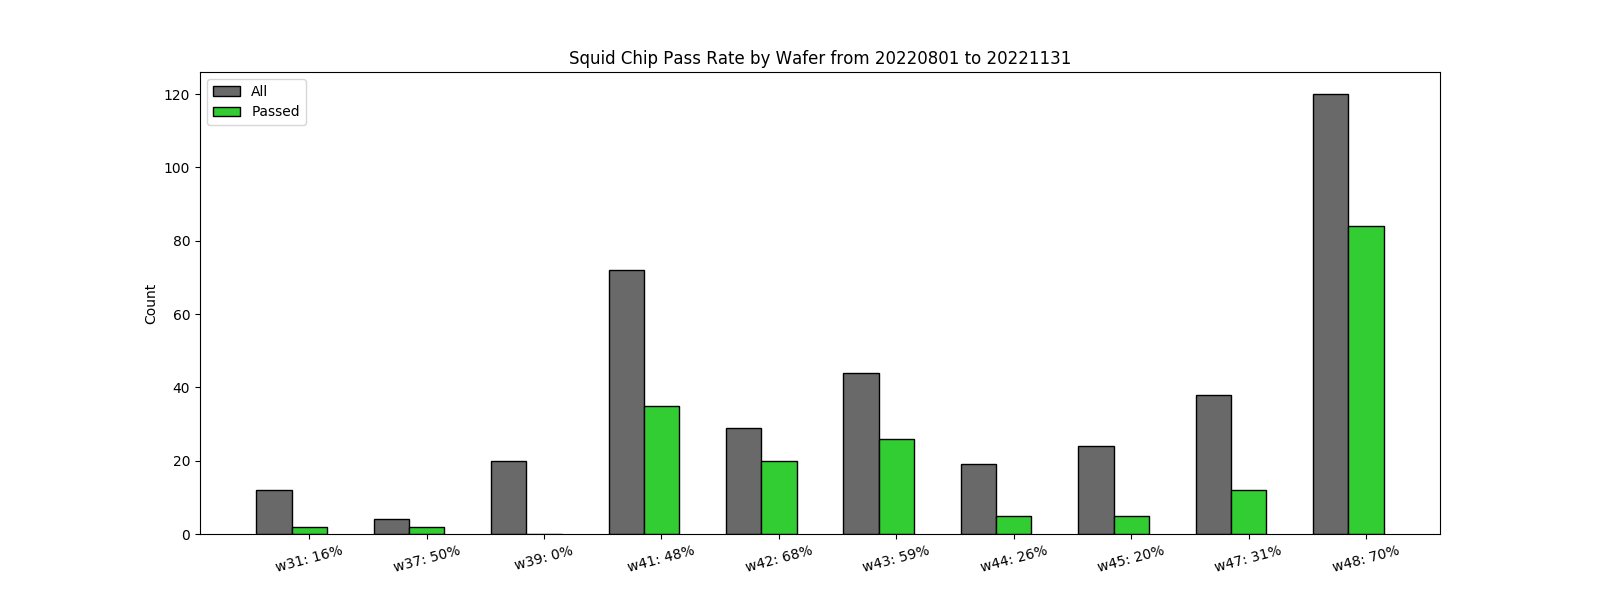 Squid Chip Pass Rate by Wafer from 20220801 to 20221131
All
Passed
120
100
80
60
40
20
0
Count
w31: 16%
w37: 50%
w39: 0%
w41: 48%
w42: 68%
w43: 59%
w44: 26%
w45: 20%
w47: 31%
w48: 70%